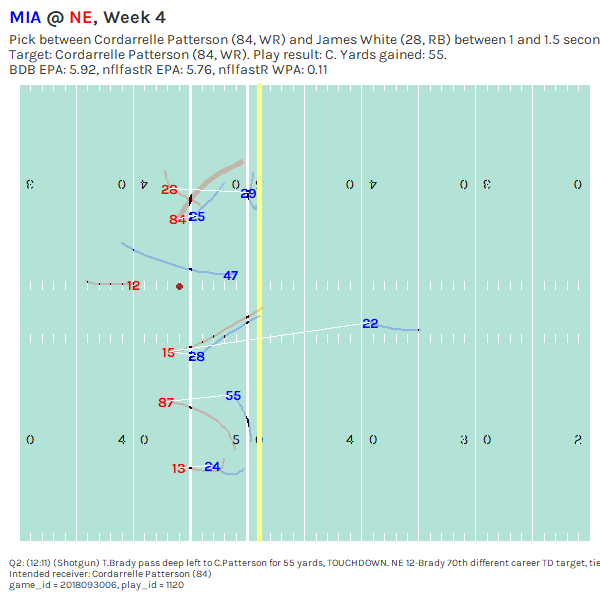 MIA @ NE, Week 4
Pick between Cordarrelle Patterson (84, WR) and James White (28, RB) between 1 and 1.5 secon
Target: Cordarrelle Patterson (84, WR). Play result: C. Yards gained: 55.
BDB EPA: 5.92, nflfastR EPA: 5.76, nflfastR WPA: 0.11
3 0 4 0 0 4 0 3 0
28 29
84 25
47
12
22
15 28
55
87
0 4 0 5 0 4 0 3 0 2
13 24
Q2: (12:11) (Shotgun) T.Brady pass deep left to C.Patterson for 55 yards, TOUCHDOWN. NE 12-Brady 70th different career TD target, tie
Intended receiver: Cordarrelle Patterson (84)
game_id = 2018093006, play_id = 1120